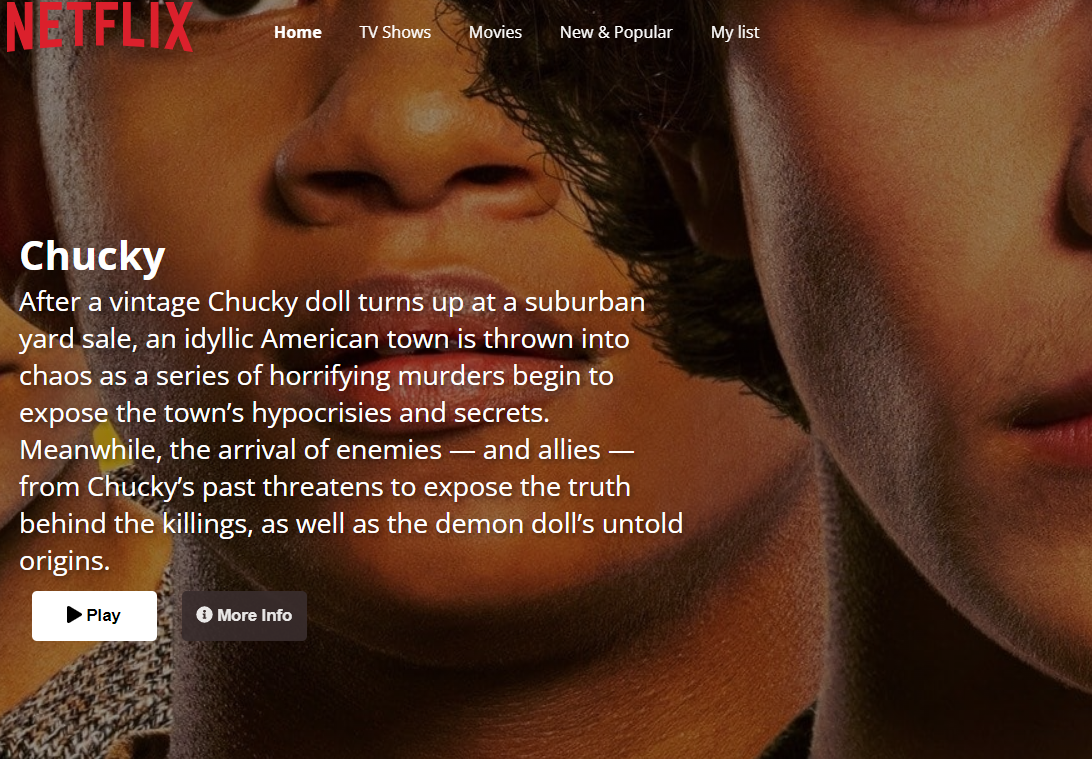 NETFLIX
Home TV Shows Movies New & Popular My list
Chucky
After a vintage Chucky doll turns up at a suburban
yard sale, an idyllic American town is thrown into
chaos as a series of horrifying murders begin to
expose the town’s hypocrisies and secrets.
Meanwhile, the arrival of enemies — and allies —
from Chucky’s past threatens to expose the truth
behind the killings, as well as the demon doll’s untold
origins.
Play More Info